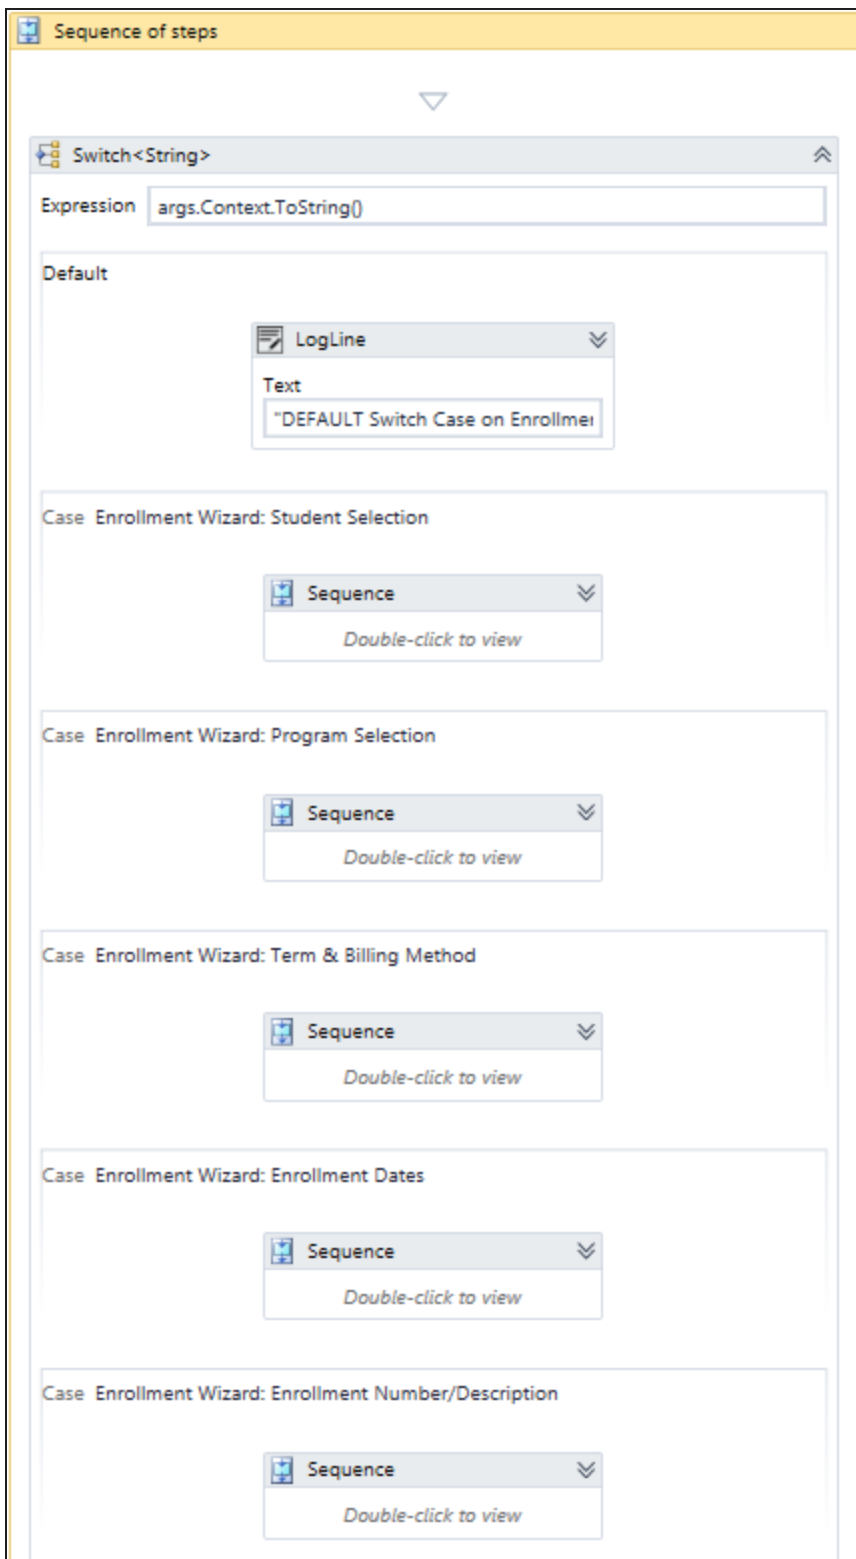 Sequence of steps
Switch<String>
Expression args.Context.ToString()
Default
LogLine
Text
"DEFAULT Switch Case on
Case Enrollment Wizard: Student Selection
Sequence
Double-click to view
Case Enrollment Wizard: Program Selection
Sequence
Double-click to view
Case Enrollment Wizard: Term & Billing Method
Sequence
Double-click to view
Case Enrollment Wizard: Enrollment Dates
Sequence
Double-click to view
Case Enrollment Wizard: Enrollment Number/Description
Sequence
Double-click to view